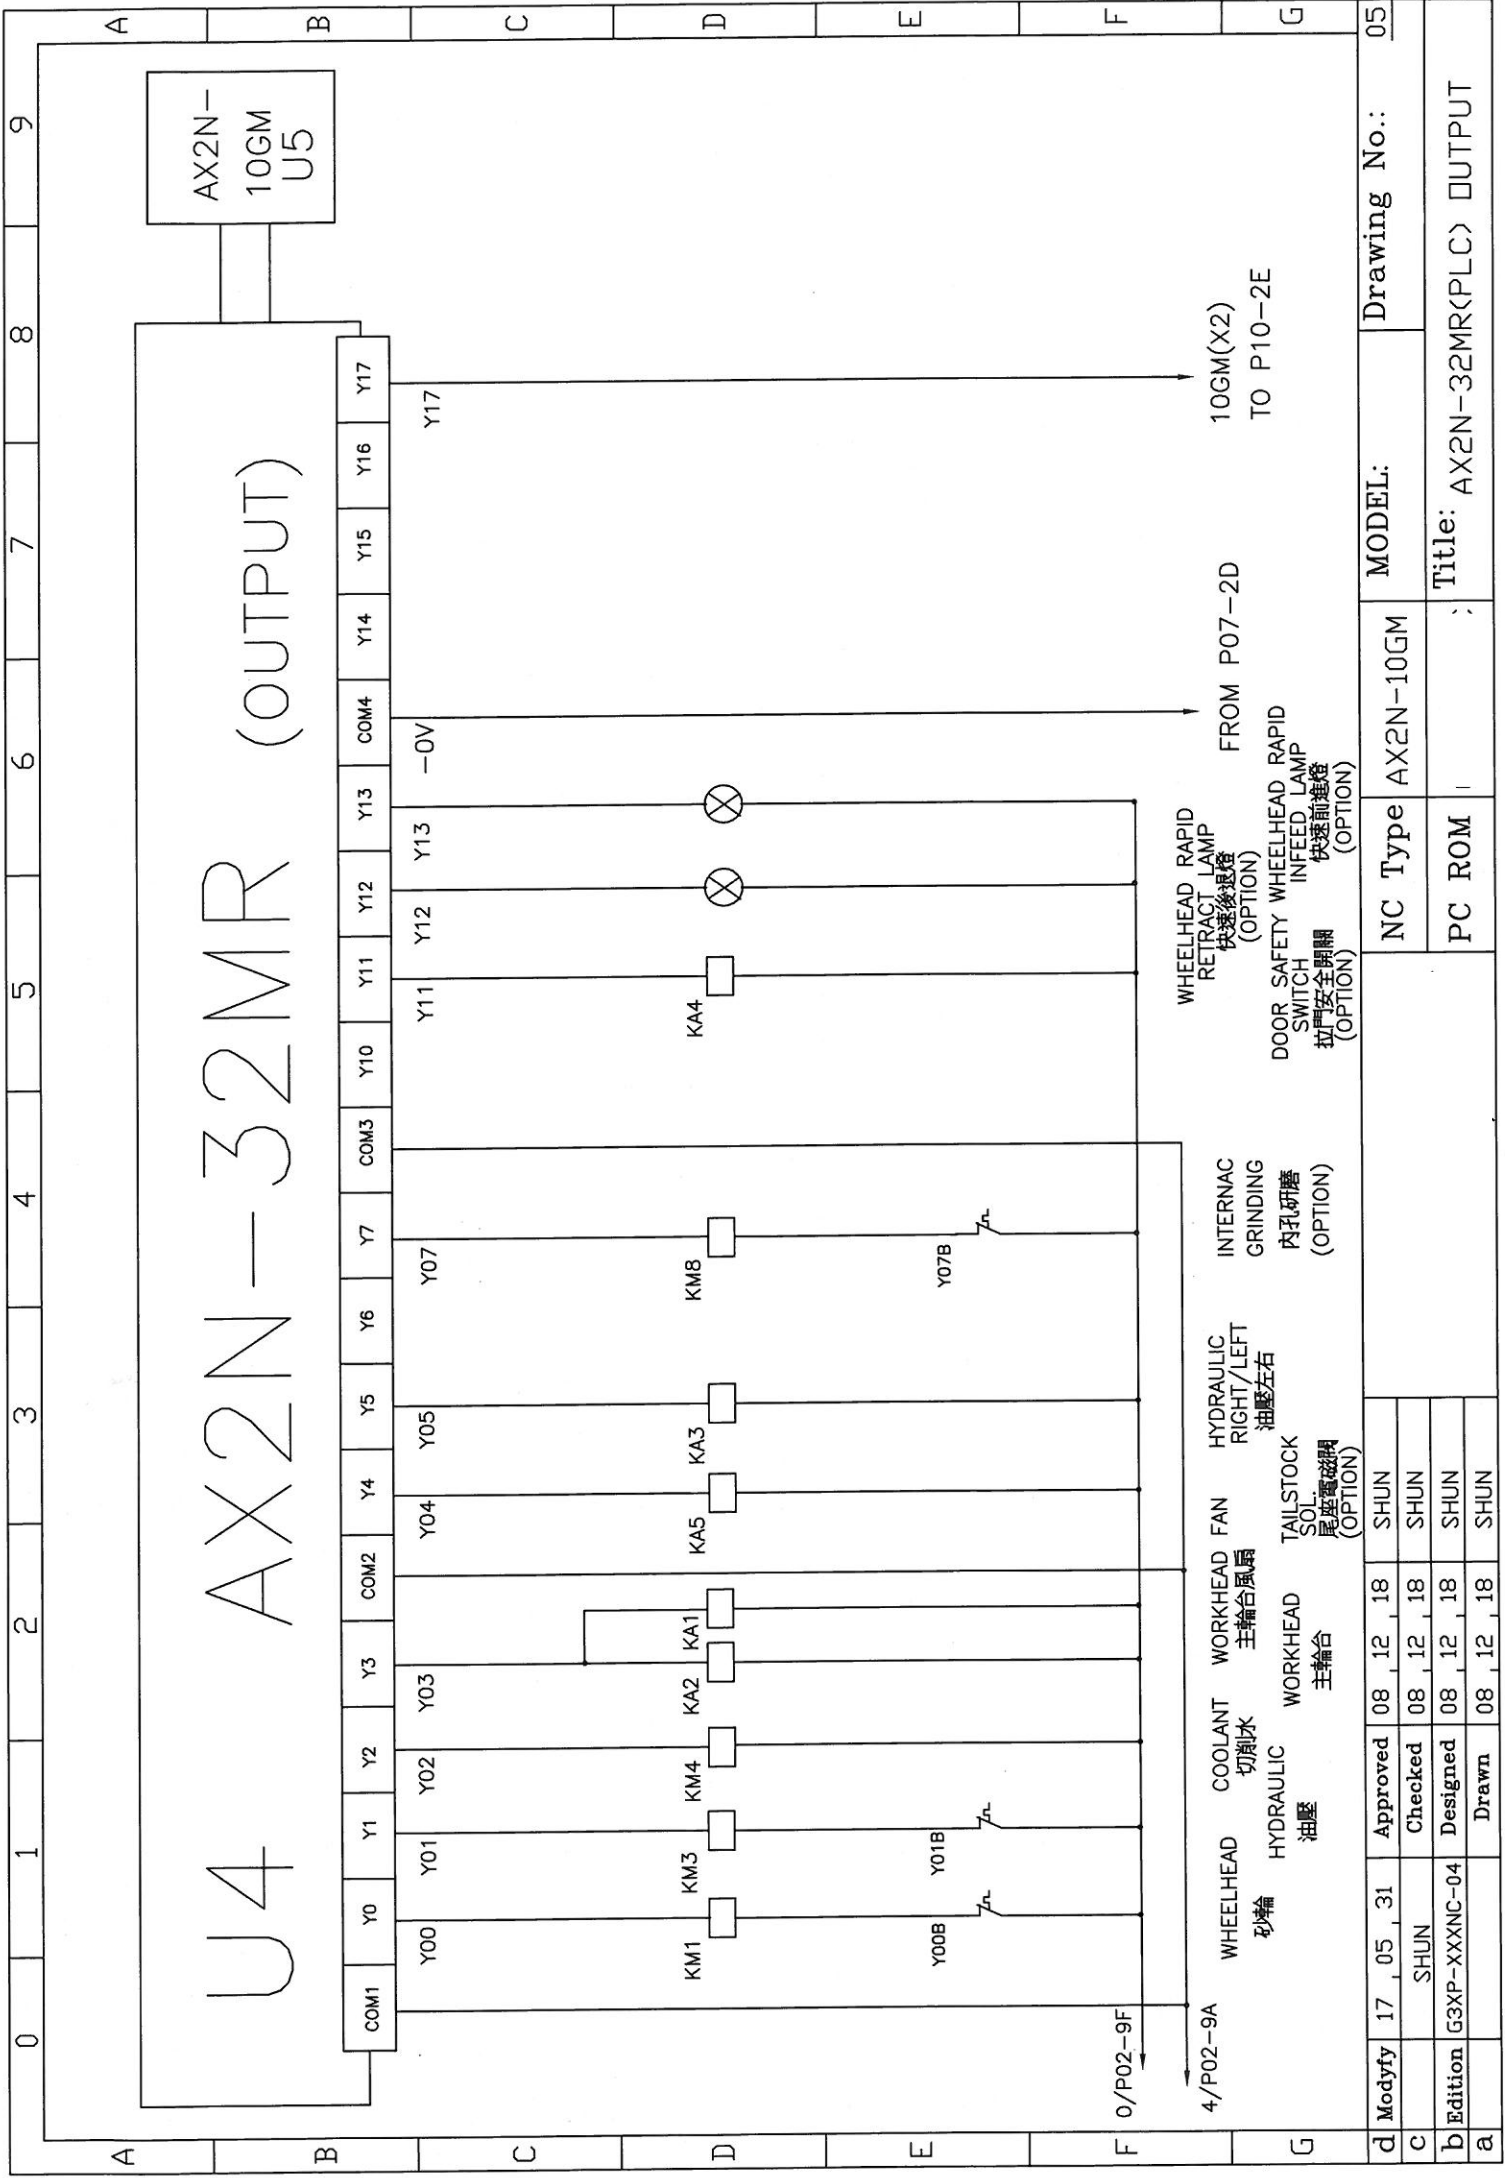 0 1 2 3 4 5 6 7 8 9
A
B
C
D
E
F
G
A
B
C
D
E
F
G
U4 AX2N-32MR (OUTPUT)
AX2N-
10GM
U5
COM1 Y0 Y1 Y2 Y3 COM2 Y4 Y5 Y6 Y7 COM3 Y10 Y11 Y12 Y13 COM4 Y14 Y15 Y16 Y17
Y00 Y01 Y02 Y03 Y04 Y05 Y07 Y11 Y12 Y13 -0V Y17
KM1 KM3 KM4 KA2 KA1 KA5 KA3 KM8 KA4
Y00B Y01B Y07B
0/P02-9F
4/P02-9A
WHEELHEAD
砂輪
HYDRAULIC
油壓
COOLANT
切削水
WORKHEAD
主輪台
WORKHEAD FAN
主輪台風扇
TAILSTOCK
SOL.
尾座電磁閥
(OPTION)
HYDRAULIC
RIGHT/LEFT
油壓左右
INTERNAC
GRINDING
內孔研磨
(OPTION)
DOOR SAFETY
SWITCH
拉門安全開關
(OPTION)
WHEELHEAD RAPID
RETRACT LAMP
快速後退燈
(OPTION)
WHEELHEAD RAPID
INFEED LAMP
快速前進燈
(OPTION)
FROM P07-2D
10GM(X2)
TO P10-2E
d Modyfy 17 , 05 , 31 Approved 08 , 12 , 18 SHUN
c SHUN Checked 08 , 12 , 18 SHUN
b Edition G3XP-XXXNC-04 Designed 08 , 12 , 18 SHUN
a Drawn 08 , 12 , 18 SHUN
NC Type AX2N-10GM
PC ROM
MODEL:
Drawing No.: 05
Title: AX2N-32MR(PLC) OUTPUT